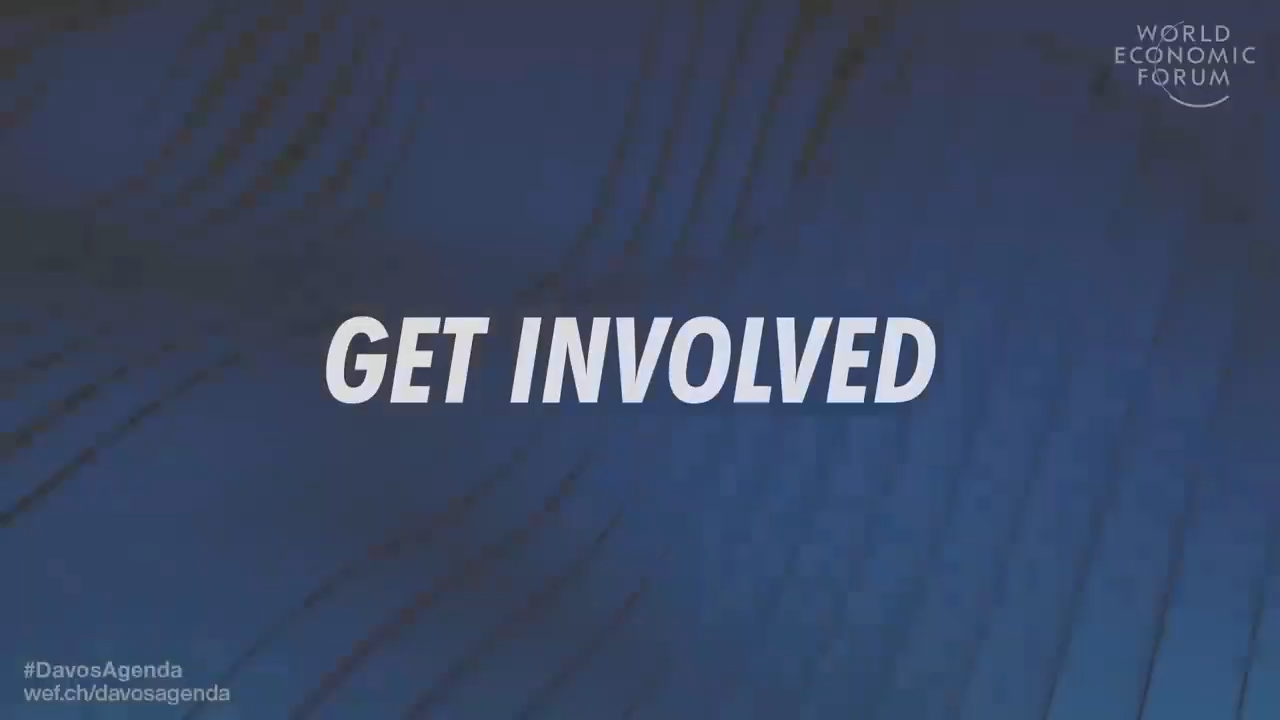 WORLD
ECONOMIC
FORUM
GET INVOLVED
#DavosAgenda
wef.ch/davosagenda